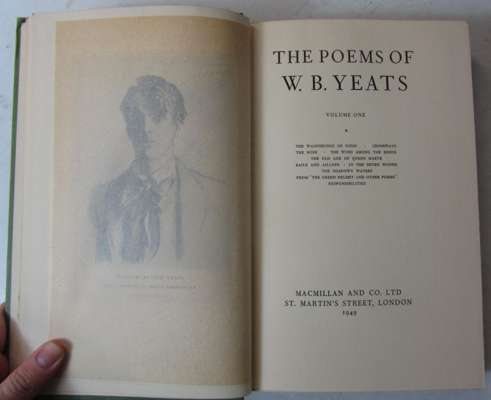 THE POEMS OF
W. B. YEATS
VOLUME ONE
THE WANDERINGS OF OISIN · CROSSWAYS
THE ROSE · THE WIND AMONG THE REEDS
THE OLD AGE OF QUEEN MAEVE
BAILE AND AILLINN · IN THE SEVEN WOODS
THE SHADOWY WATERS
FROM "THE GREEN HELMET AND OTHER POEMS"
RESPONSIBILITIES
MACMILLAN AND CO. LTD
ST. MARTIN'S STREET, LONDON
1949